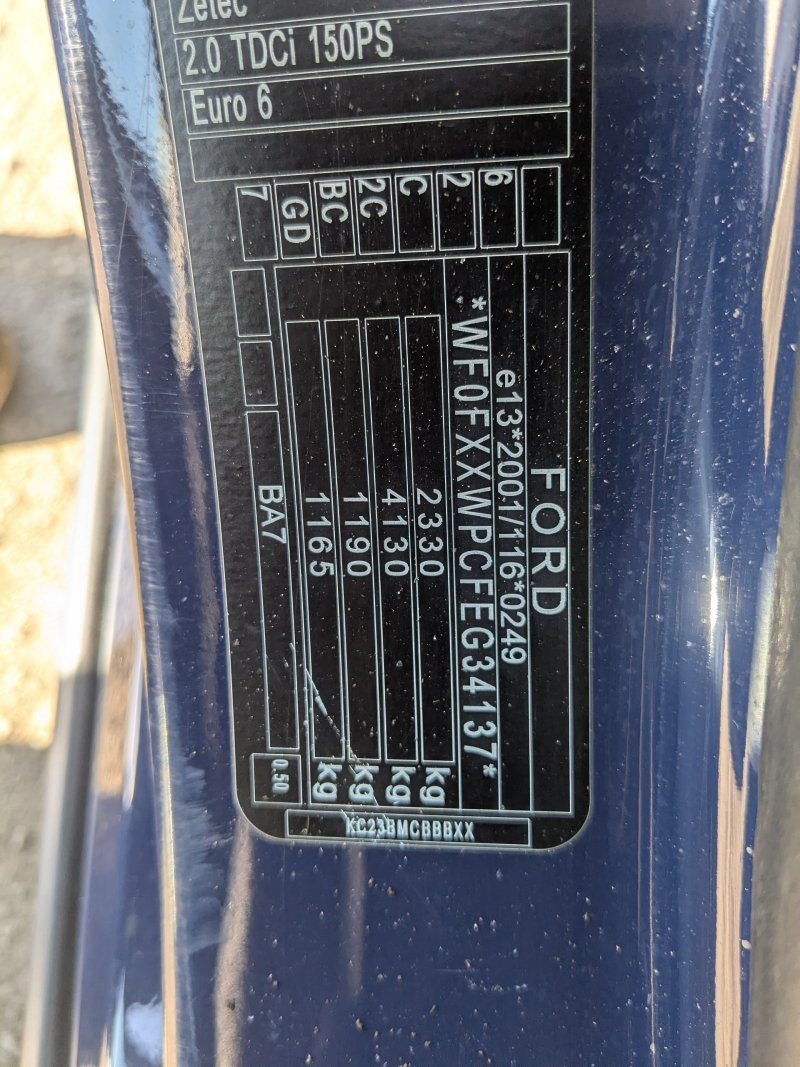 Zetec
2.0 TDCi 150PS
Euro 6
7
GD
BC
2C
C
2
6
FORD
e13*2001/116*0249
*WF0FXXWPCFEG34137*
2330 kg
4130 kg
1190 kg
1165 kg
BA7
0.50
KC23BMCBBBXX